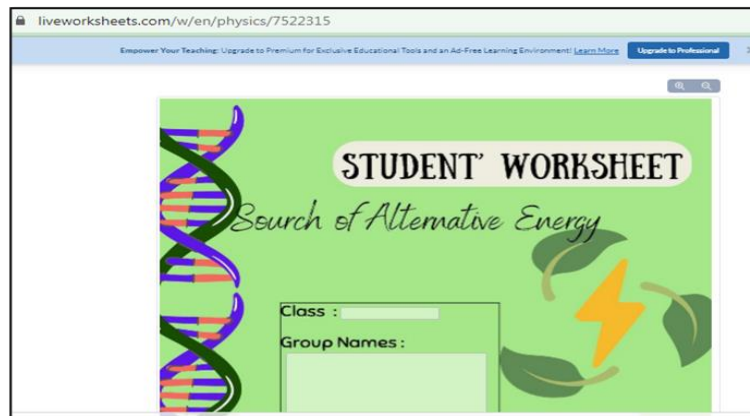 liveworksheets.com/w/en/physics/7522315
Empower Your Teaching: Upgrade to Premium for Exclusive Educational Tools and an Ad-Free Learning Environment! Learn More Upgrade to Professional
STUDENT' WORKSHEET
Sourch of Alternative Energy
Class :
Group Names :